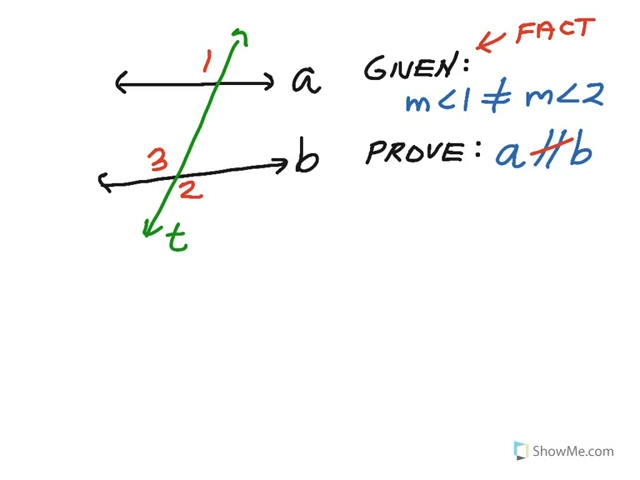 FACT
GIVEN:
m<1 ≠ m<2
PROVE: a ∦ b
1
a
3
b
2
t
ShowMe.com